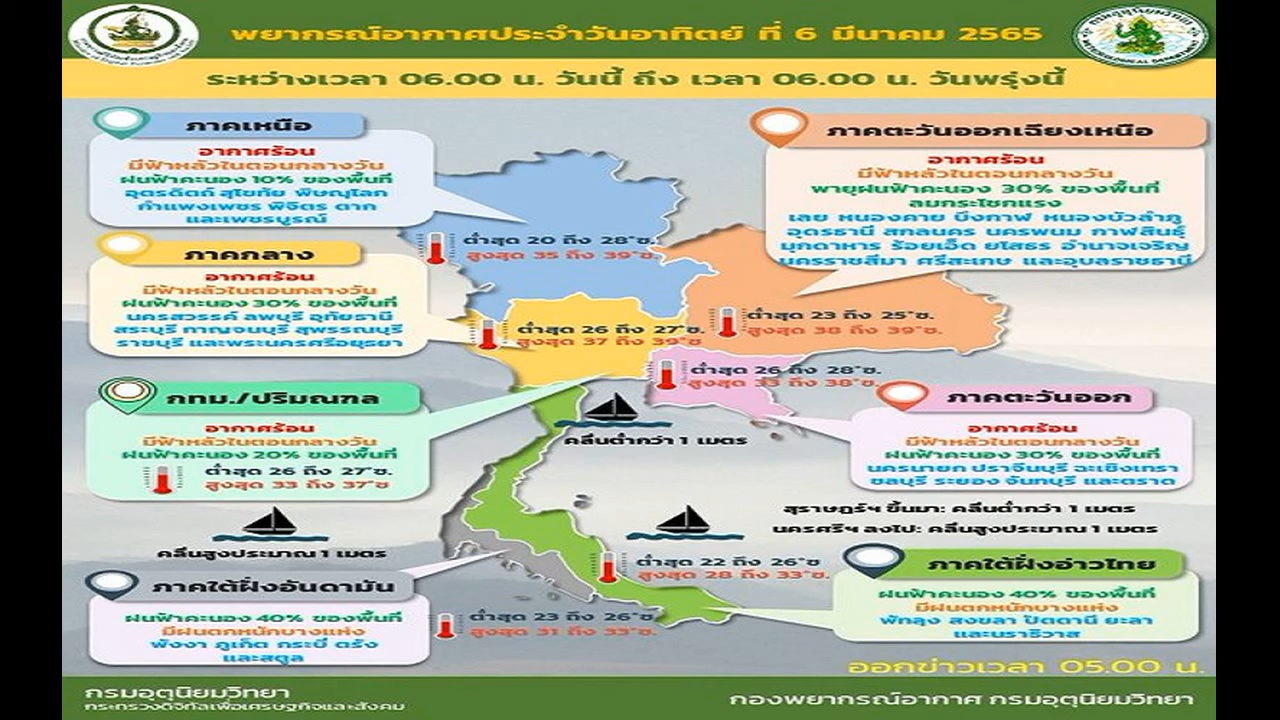 พยากรณ์อากาศประจำวันอาทิตย์ ที่ 6 มีนาคม 2565
ระหว่างเวลา 06.00 น. วันนี้ ถึง เวลา 06.00 น. วันพรุ่งนี้
ภาคเหนือ
อากาศร้อน
มีฟ้าหลัวในตอนกลางวัน
ฝนฟ้าคะนอง 10% ของพื้นที่
อุตรดิตถ์ สุโขทัย พิษณุโลก
กำแพงเพชร พิจิตร ตาก
และเพชรบูรณ์
ต่ำสุด 20 ถึง 28°ซ.
สูงสุด 35 ถึง 39°ซ.
ภาคตะวันออกเฉียงเหนือ
อากาศร้อน
มีฟ้าหลัวในตอนกลางวัน
พายุฝนฟ้าคะนอง 30% ของพื้นที่
ลมกระโชกแรง
เลย หนองคาย บึงกาฬ หนองบัวลำภู
อุดรธานี สกลนคร นครพนม กาฬสินธุ์
มุกดาหาร ร้อยเอ็ด ยโสธร อำนาจเจริญ
นครราชสีมา ศรีสะเกษ และอุบลราชธานี
ต่ำสุด 23 ถึง 25°ซ.
สูงสุด 38 ถึง 39°ซ.
ภาคกลาง
อากาศร้อน
มีฟ้าหลัวในตอนกลางวัน
ฝนฟ้าคะนอง 30% ของพื้นที่
นครสวรรค์ ลพบุรี อุทัยธานี
สระบุรี กาญจนบุรี สุพรรณบุรี
ราชบุรี และพระนครศรีอยุธยา
ต่ำสุด 26 ถึง 27°ซ.
สูงสุด 37 ถึง 39°ซ
กทม./ปริมณฑล
อากาศร้อน
มีฟ้าหลัวในตอนกลางวัน
ฝนฟ้าคะนอง 20% ของพื้นที่
ต่ำสุด 26 ถึง 27°ซ.
สูงสุด 33 ถึง 37°ซ
ต่ำสุด 26 ถึง 28°ซ.
สูงสุด 33 ถึง 38°ซ.
ภาคตะวันออก
อากาศร้อน
มีฟ้าหลัวในตอนกลางวัน
ฝนฟ้าคะนอง 30% ของพื้นที่
นครนายก ปราจีนบุรี ฉะเชิงเทรา
ชลบุรี ระยอง จันทบุรี และตราด
คลื่นต่ำกว่า 1 เมตร
คลื่นสูงประมาณ 1 เมตร
สุราษฎร์ฯ ขึ้นมา: คลื่นต่ำกว่า 1 เมตร
นครศรีฯ ลงไป: คลื่นสูงประมาณ 1 เมตร
ภาคใต้ฝั่งอันดามัน
ฝนฟ้าคะนอง 40% ของพื้นที่
มีฝนตกหนักบางแห่ง
พังงา ภูเก็ต กระบี่ ตรัง
และสตูล
ต่ำสุด 23 ถึง 26°ซ.
สูงสุด 31 ถึง 33°ซ.
ภาคใต้ฝั่งอ่าวไทย
ฝนฟ้าคะนอง 40% ของพื้นที่
มีฝนตกหนักบางแห่ง
พัทลุง สงขลา ปัตตานี ยะลา
และนราธิวาส
ต่ำสุด 22 ถึง 26°ซ
สูงสุด 28 ถึง 33°ซ.
ออกข่าวเวลา 05.00 น.
กรมอุตุนิยมวิทยา
กระทรวงดิจิทัลเพื่อเศรษฐกิจและสังคม
กองพยากรณ์อากาศ กรมอุตุนิยมวิทยา